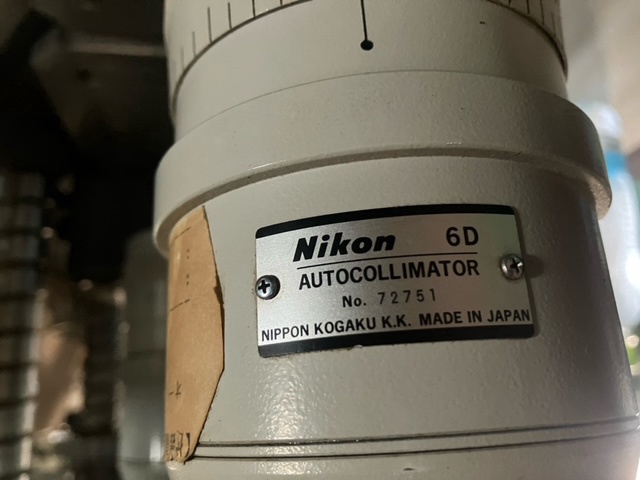 Nikon 6D
AUTOCOLLIMATOR
No. 72751
NIPPON KOGAKU K.K. MADE IN JAPAN